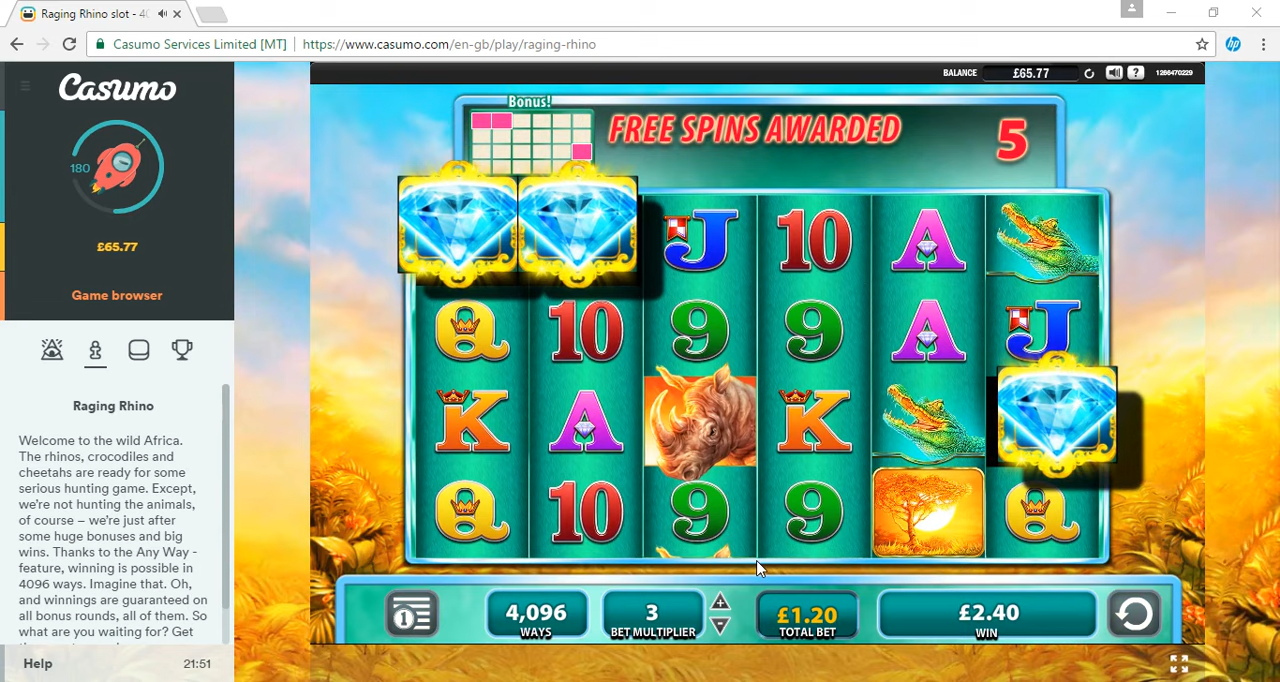 Raging Rhino slot - 4
Casumo Services Limited [MT] https://www.casumo.com/en-gb/play/raging-rhino
Casumo
180
£65.77
Game browser
Raging Rhino
Welcome to the wild Africa.
The rhinos, crocodiles and
cheetahs are ready for some
serious hunting game. Except,
we're not hunting the animals,
of course – we're just after
some huge bonuses and big
wins. Thanks to the Any Way -
feature, winning is possible in
4096 ways. Imagine that. Oh,
and winnings are guaranteed on
all bonus rounds, all of them. So
what are you waiting for? Get
Help 21:51
BALANCE £65.77 ? 1266470229
Bonus!
FREE SPINS AWARDED 5
J 10 A
Q 10 9 9 A J
K A K
Q 10 9 9 Q
1
4,096 3 £1.20 £2.40
WAYS BET MULTIPLIER TOTAL BET WIN
hp